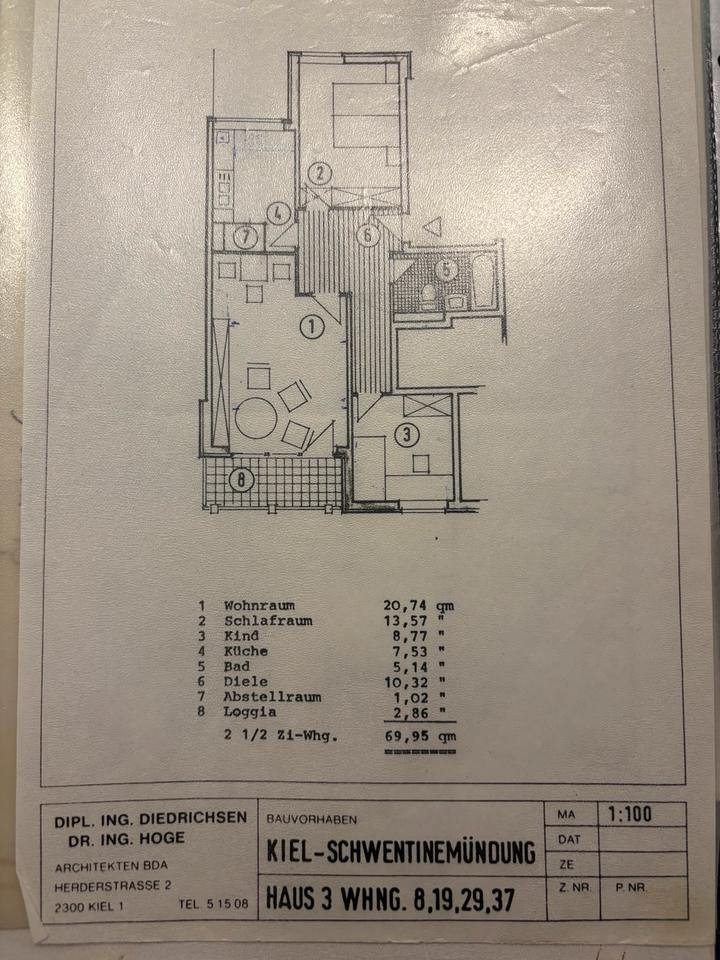 2
4
7
6
5
1
3
8
1 Wohnraum 20,74 qm
2 Schlafraum 13,57 "
3 Kind 8,77 "
4 Küche 7,53 "
5 Bad 5,14 "
6 Diele 10,32 "
7 Abstellraum 1,02 "
8 Loggia 2,86 "
2 1/2 Zi-Whg. 69,95 qm
DIPL. ING. DIEDRICHSEN
DR. ING. HOGE
ARCHITEKTEN BDA
HERDERSTRASSE 2
2300 KIEL 1 TEL. 5 15 08
BAUVORHABEN
KIEL-SCHWENTINEMÜNDUNG
HAUS 3 WHNG. 8,19,29,37
MA 1:100
DAT
ZE
Z. NR. P. NR.